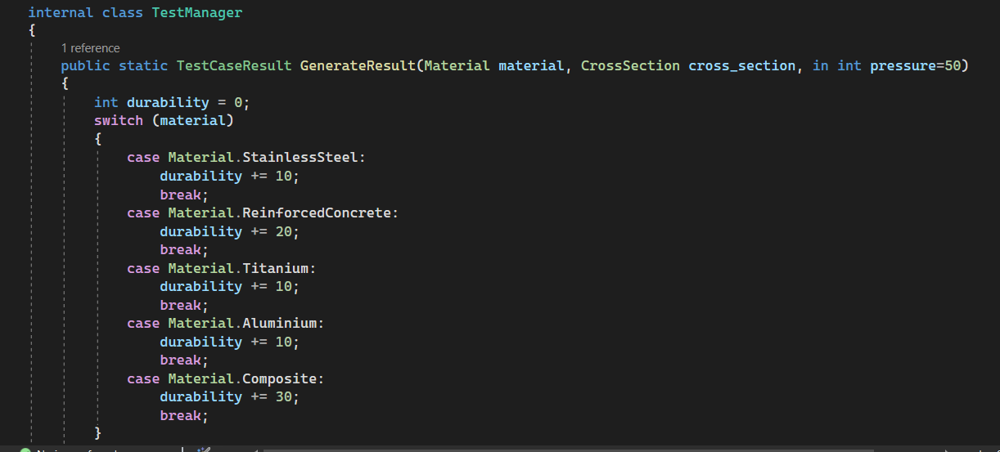 internal class TestManager
{
1 reference
public static TestCaseResult GenerateResult(Material material, CrossSection cross_section, in int pressure=50)
{
int durability = 0;
switch (material)
{
case Material.StainlessSteel:
durability += 10;
break;
case Material.ReinforcedConcrete:
durability += 20;
break;
case Material.Titanium:
durability += 10;
break;
case Material.Aluminium:
durability += 10;
break;
case Material.Composite:
durability += 30;
break;
}